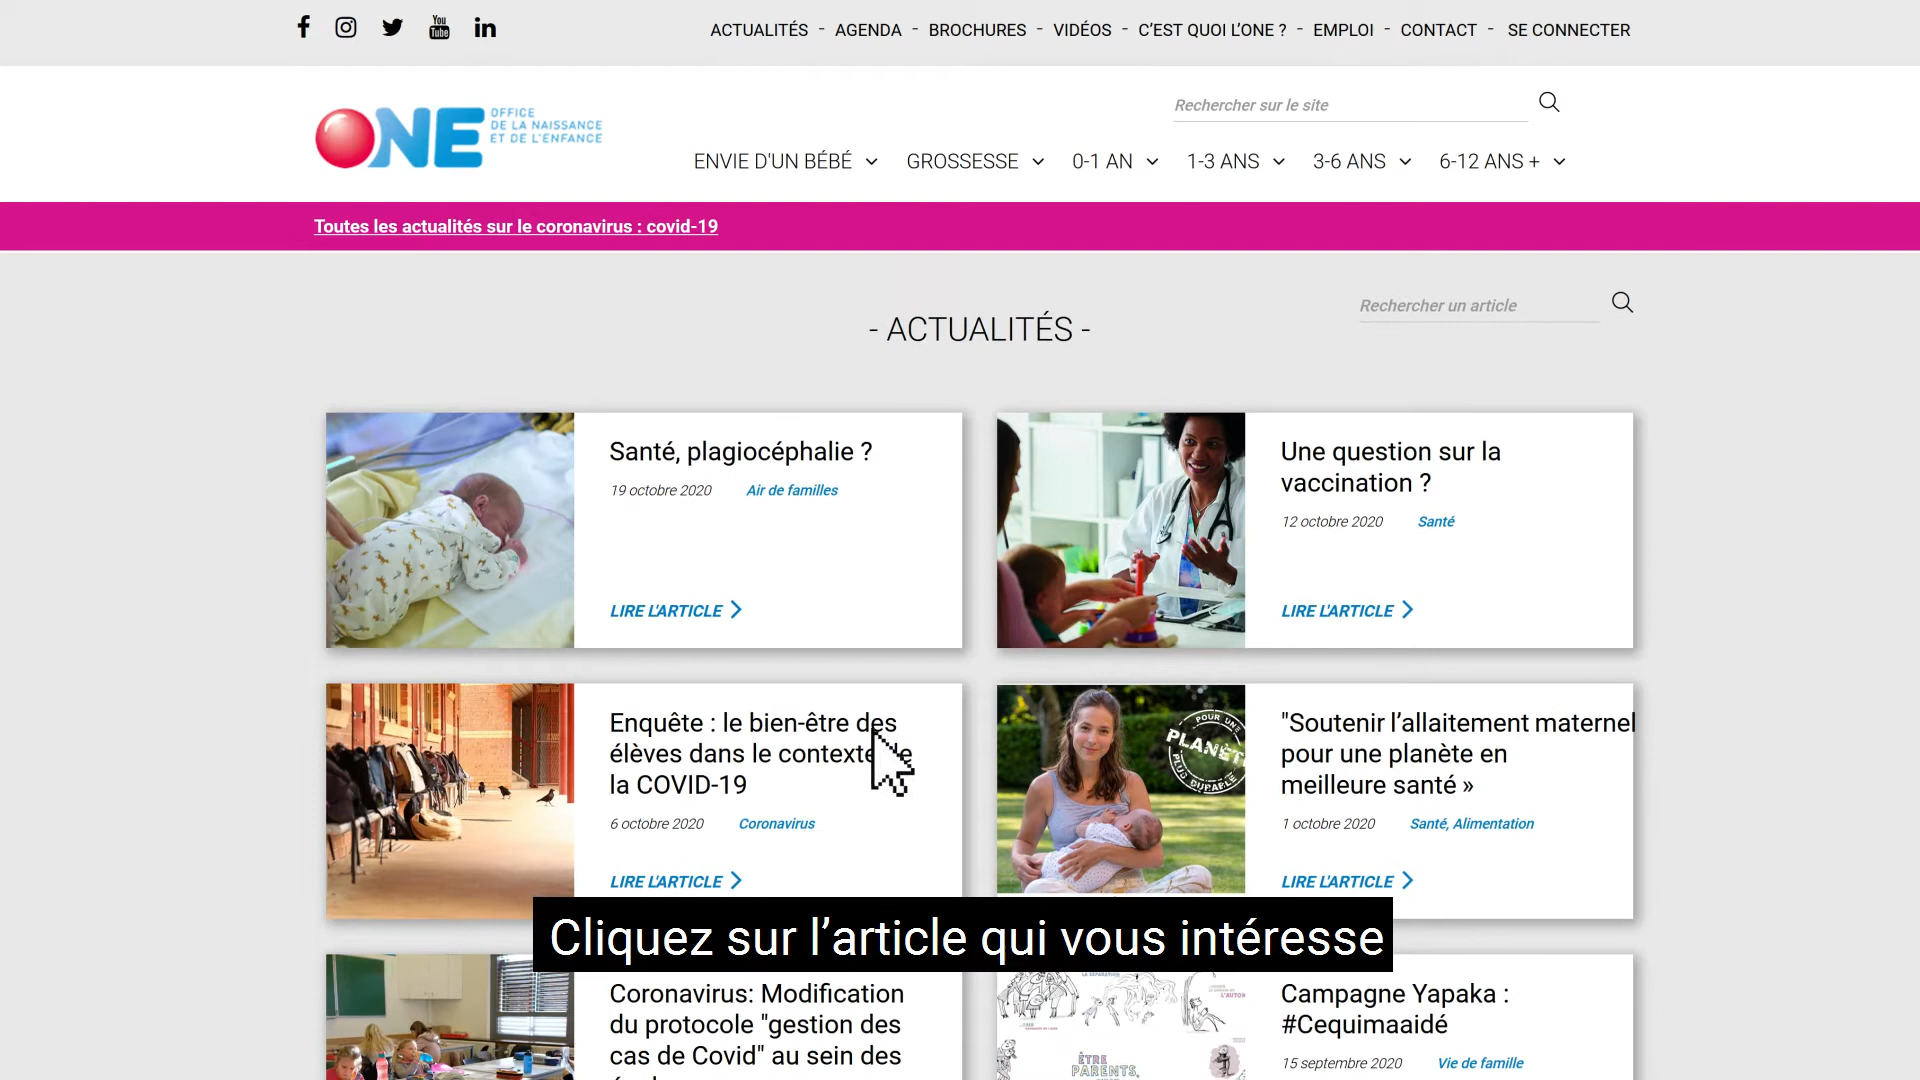 You
Tube
ACTUALITÉS - AGENDA - BROCHURES - VIDÉOS - C’EST QUOI L’ONE ? - EMPLOI - CONTACT - SE CONNECTER
ONE OFFICE
DE LA NAISSANCE
ET DE L'ENFANCE
Rechercher sur le site
ENVIE D'UN BÉBÉ GROSSESSE 0-1 AN 1-3 ANS 3-6 ANS 6-12 ANS +
Toutes les actualités sur le coronavirus : covid-19
Rechercher un article
- ACTUALITÉS -
Santé, plagiocéphalie ?
19 octobre 2020 Air de familles
LIRE L'ARTICLE
Une question sur la
vaccination ?
12 octobre 2020 Santé
LIRE L'ARTICLE
Enquête : le bien-être des
élèves dans le contexte de
la COVID-19
6 octobre 2020 Coronavirus
LIRE L'ARTICLE
POUR UNE
PLANÈT
PLUS DURABLE
"Soutenir l’allaitement maternel
pour une planète en
meilleure santé »
1 octobre 2020 Santé, Alimentation
LIRE L'ARTICLE
Cliquez sur l’article qui vous intéresse
Coronavirus: Modification
du protocole "gestion des
cas de Covid" au sein des
LA SÉPARATION
L'AUTON
ÊTRE
PARENTS,
Campagne Yapaka :
#Cequimaaidé
15 septembre 2020 Vie de famille